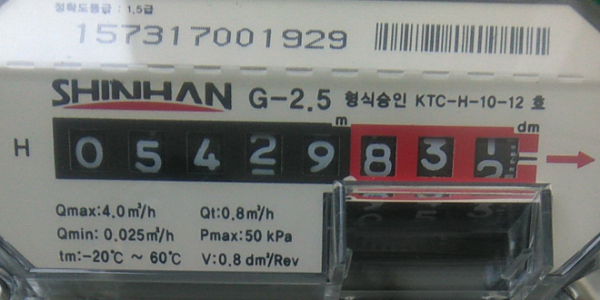 정확도등급 : 1.5급
157317001929
SHINHAN G-2.5 형식승인 KTC-H-10-12 호
m dm
H 0 5 4 2 9 8 3
Qmax:4.0㎥/h Qt:0.8㎥/h
Qmin: 0.025㎥/h Pmax:50 kPa
tm:-20℃ ~ 60℃ V:0.8 dm³/Rev